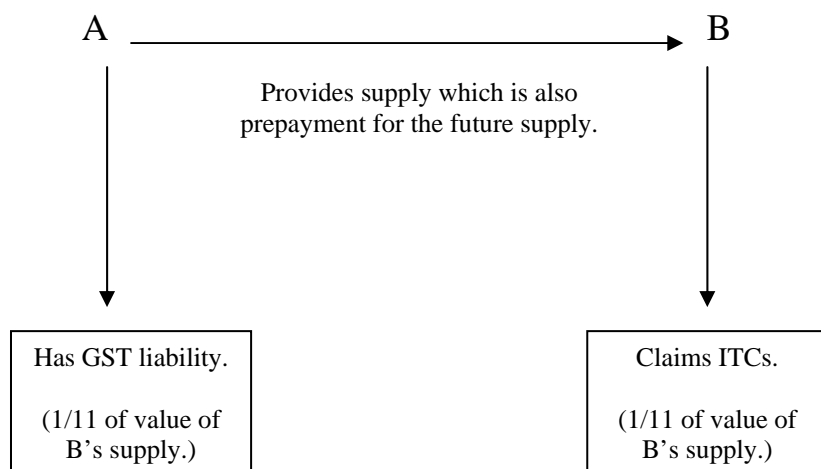 A B
Provides supply which is also
prepayment for the future supply.
Has GST liability.
(1/11 of value of
B's supply.)
Claims ITCs.
(1/11 of value of
B's supply.)